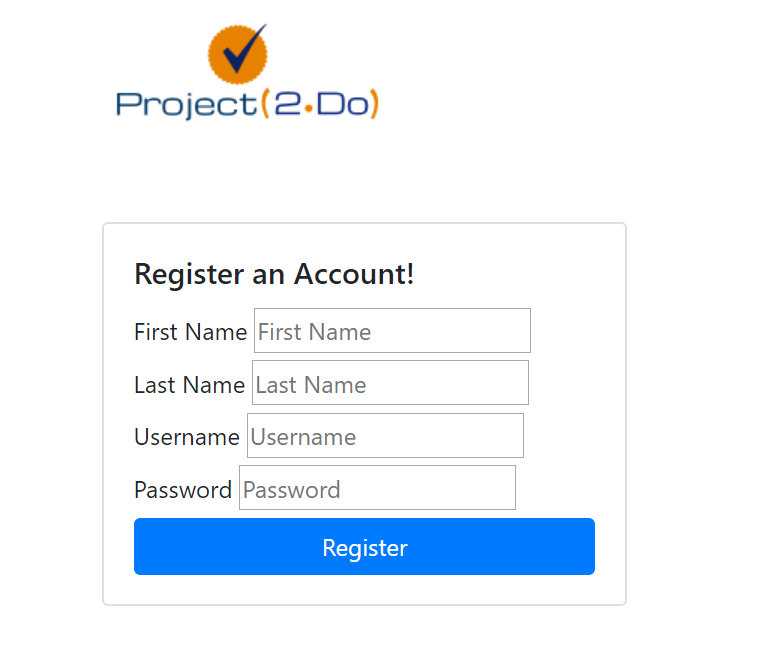 Project(2•Do)
Register an Account!
First Name First Name
Last Name Last Name
Username Username
Password Password
Register